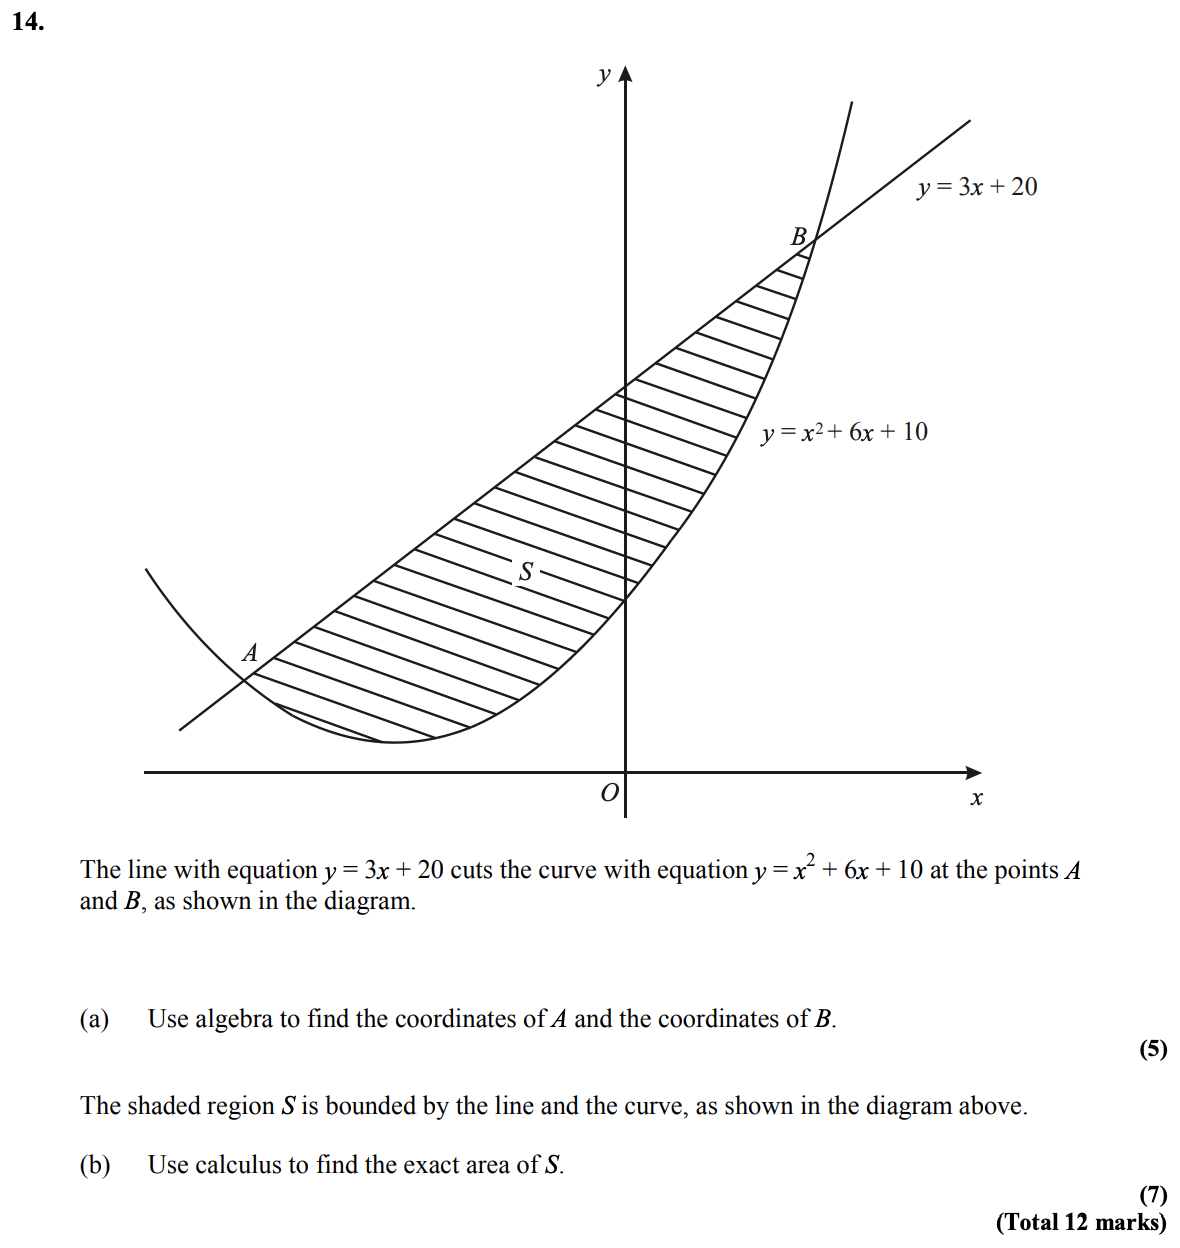 14.
y
y = 3x + 20
B
y = x² + 6x + 10
S
A
O
x
The line with equation y = 3x + 20 cuts the curve with equation y = x² + 6x + 10 at the points A
and B, as shown in the diagram.
(a) Use algebra to find the coordinates of A and the coordinates of B.
(5)
The shaded region S is bounded by the line and the curve, as shown in the diagram above.
(b) Use calculus to find the exact area of S.
(7)
(Total 12 marks)